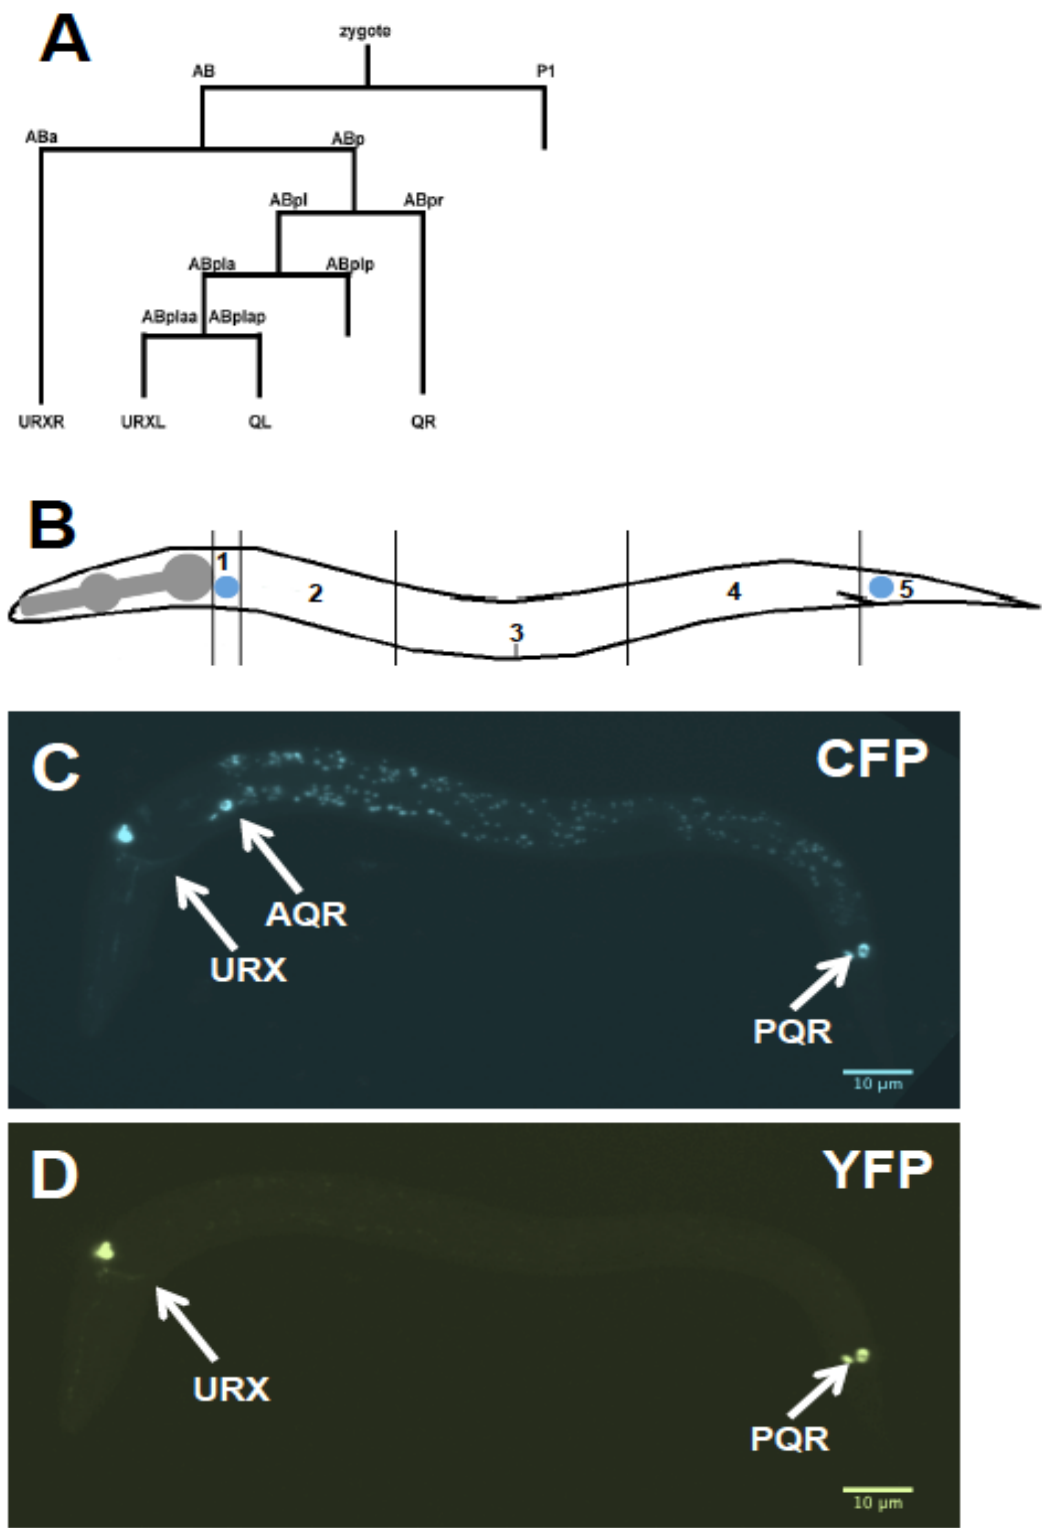 A
zygote
AB P1
ABa ABp
ABpl ABpr
ABpla ABplp
ABplaa ABplap
URXR URXL QL QR
B
1
2
3
4
5
C
CFP
AQR
URX
PQR
10 μm
D
YFP
URX
PQR
10 μm